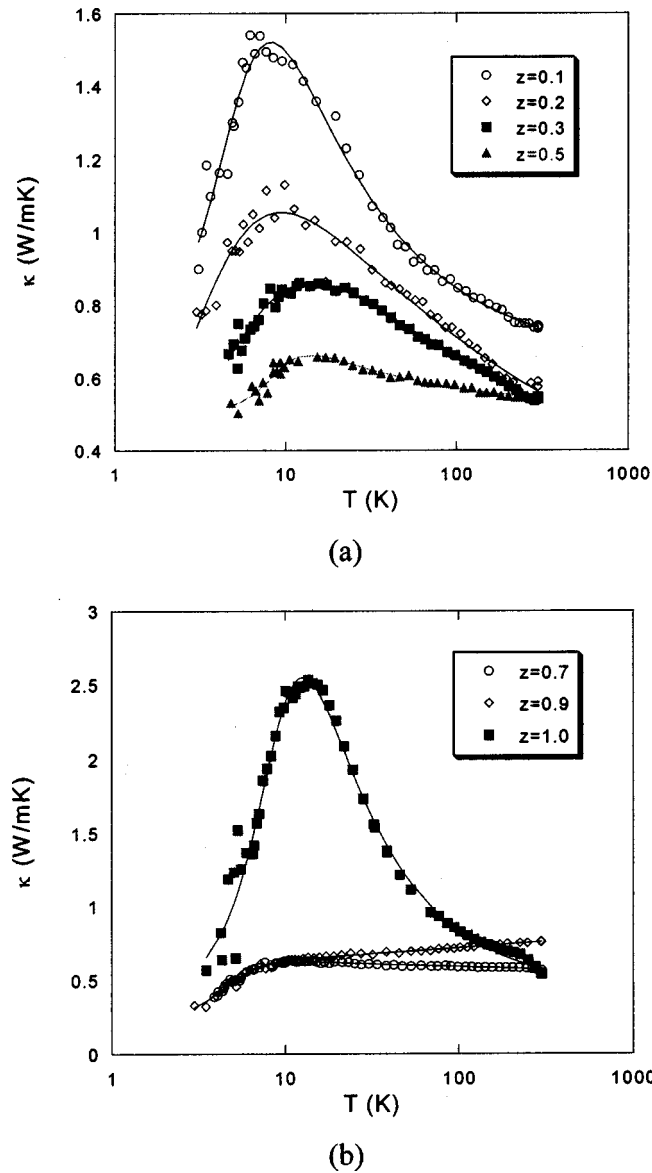 1.6
1.4
1.2
1
0.8
0.6
0.4
κ (W/mK)
z=0.1
z=0.2
z=0.3
z=0.5
1 10 100 1000
T (K)
(a)
3
2.5
2
1.5
1
0.5
0
κ (W/mK)
z=0.7
z=0.9
z=1.0
1 10 100 1000
T (K)
(b)